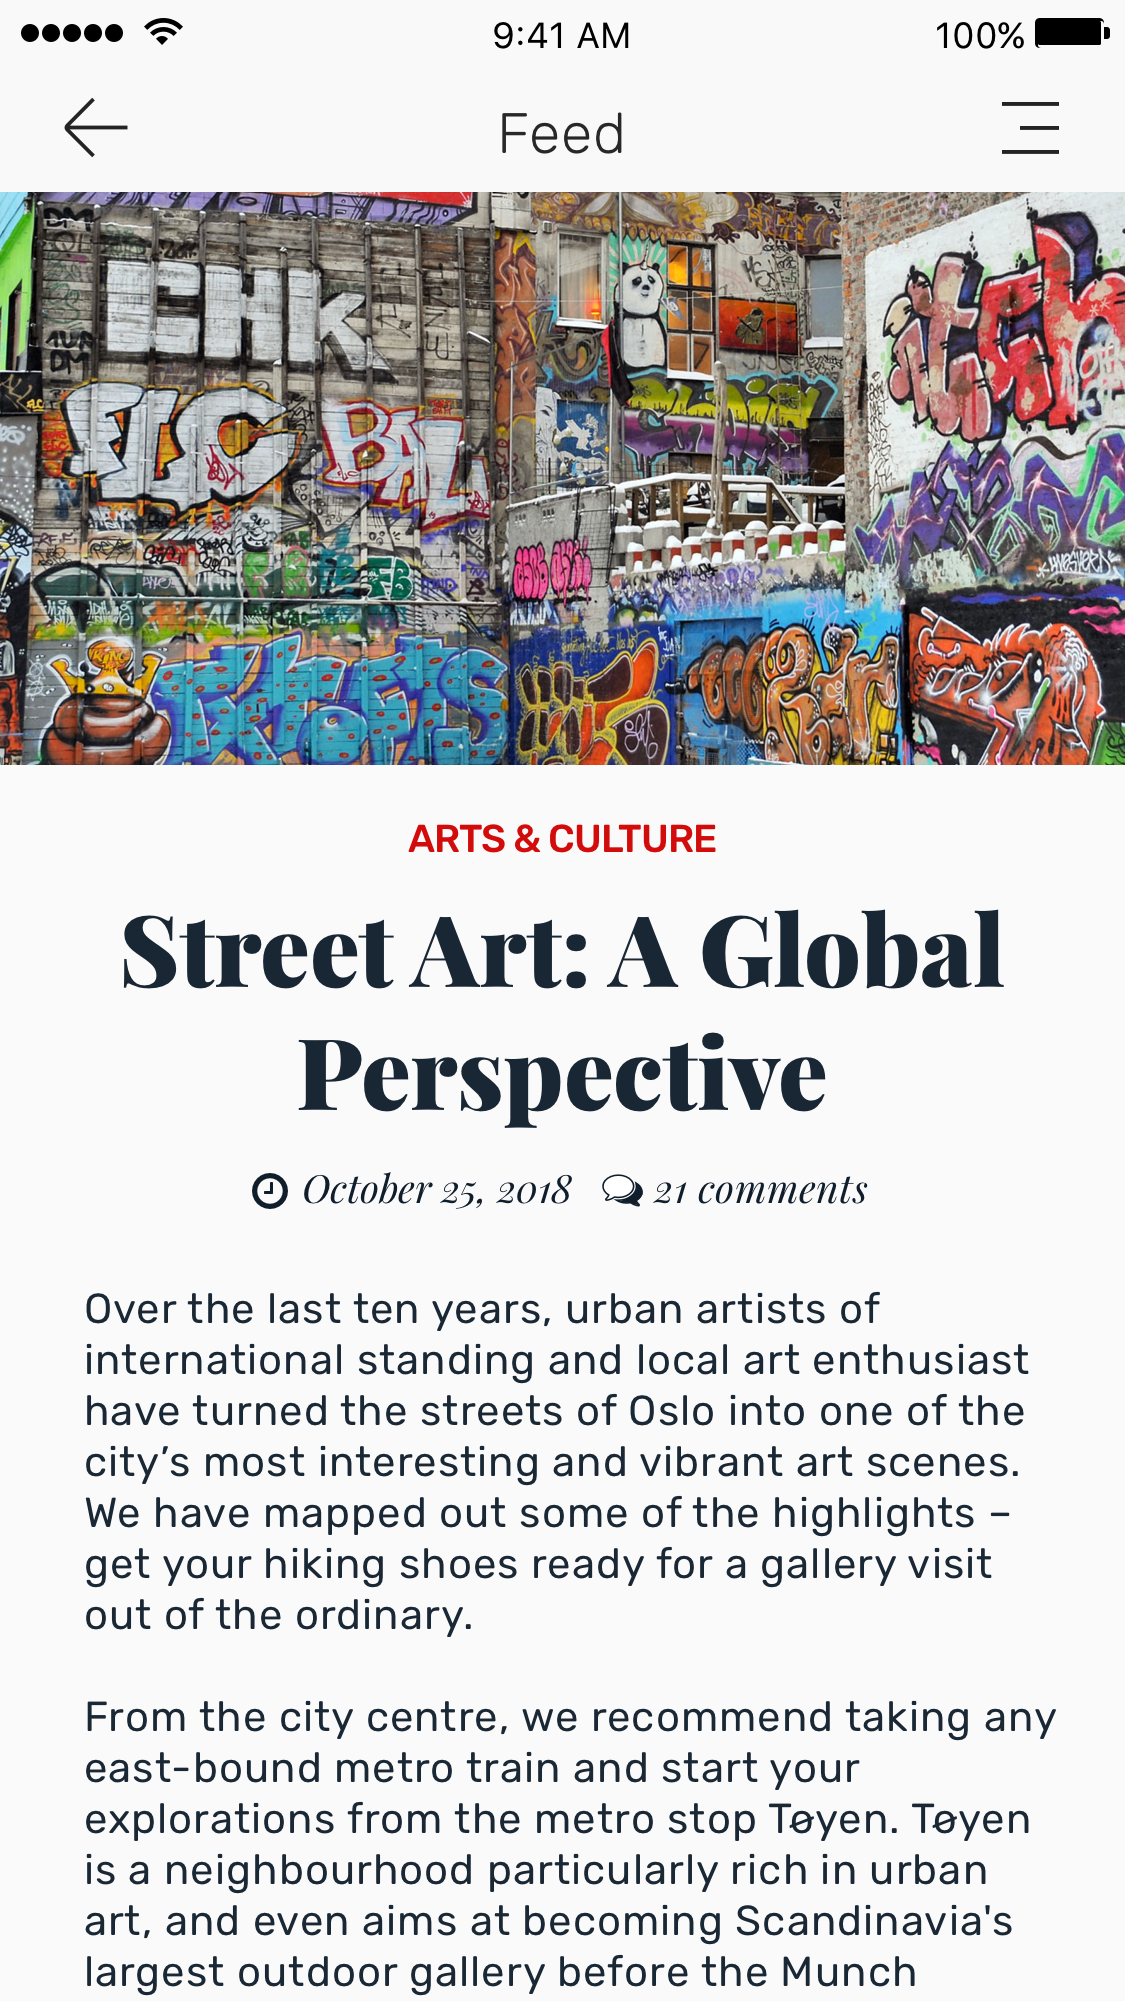 9:41 AM
100%
Feed
CHK
FLC
BAL
ARTS & CULTURE
Street Art: A Global
Perspective
October 25, 2018 21 comments
Over the last ten years, urban artists of
international standing and local art enthusiast
have turned the streets of Oslo into one of the
city’s most interesting and vibrant art scenes.
We have mapped out some of the highlights –
get your hiking shoes ready for a gallery visit
out of the ordinary.
From the city centre, we recommend taking any
east-bound metro train and start your
explorations from the metro stop Tøyen. Tøyen
is a neighbourhood particularly rich in urban
art, and even aims at becoming Scandinavia's
largest outdoor gallery before the Munch